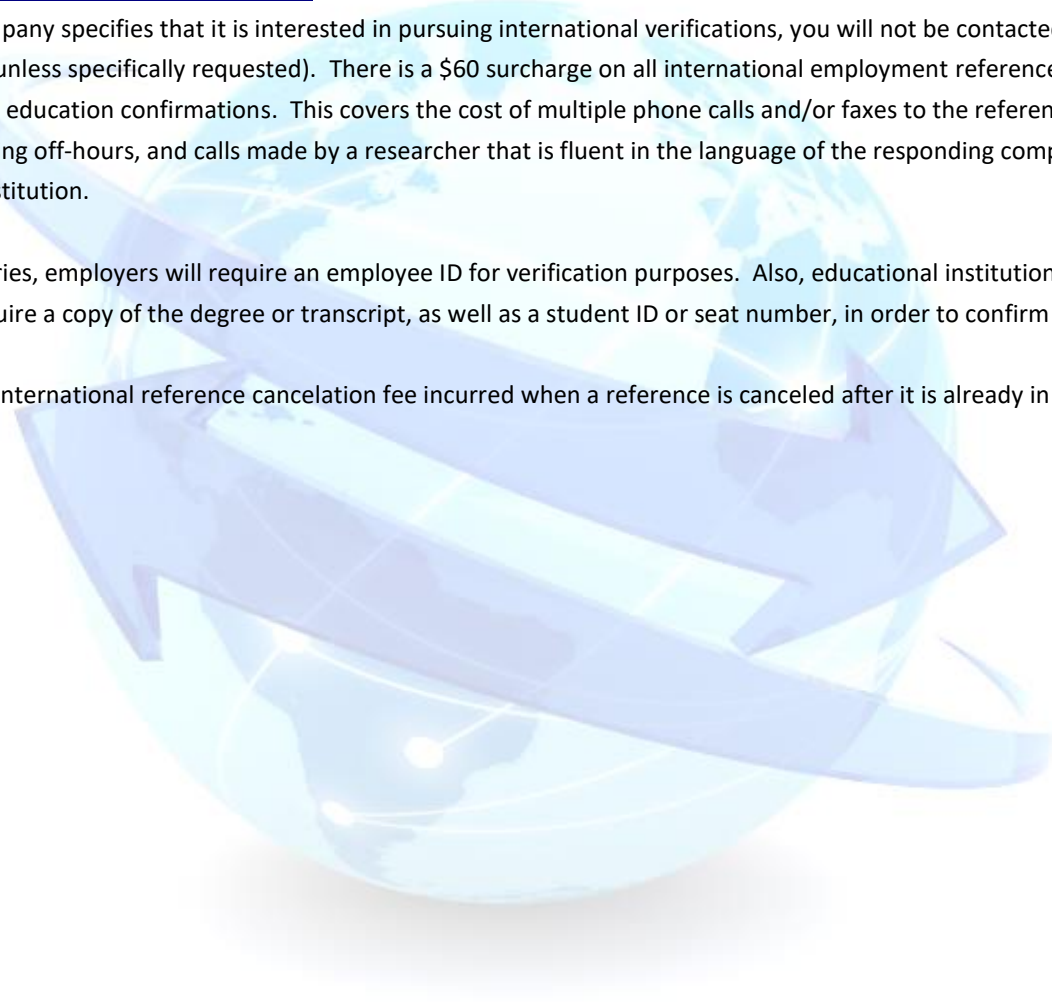 pany specifies that it is interested in pursuing international verifications, you will not be contacted
unless specifically requested). There is a $60 surcharge on all international employment reference
education confirmations. This covers the cost of multiple phone calls and/or faxes to the referen
ng off-hours, and calls made by a researcher that is fluent in the language of the responding comp
stitution.
ries, employers will require an employee ID for verification purposes. Also, educational institution
uire a copy of the degree or transcript, as well as a student ID or seat number, in order to confirm
nternational reference cancelation fee incurred when a reference is canceled after it is already in